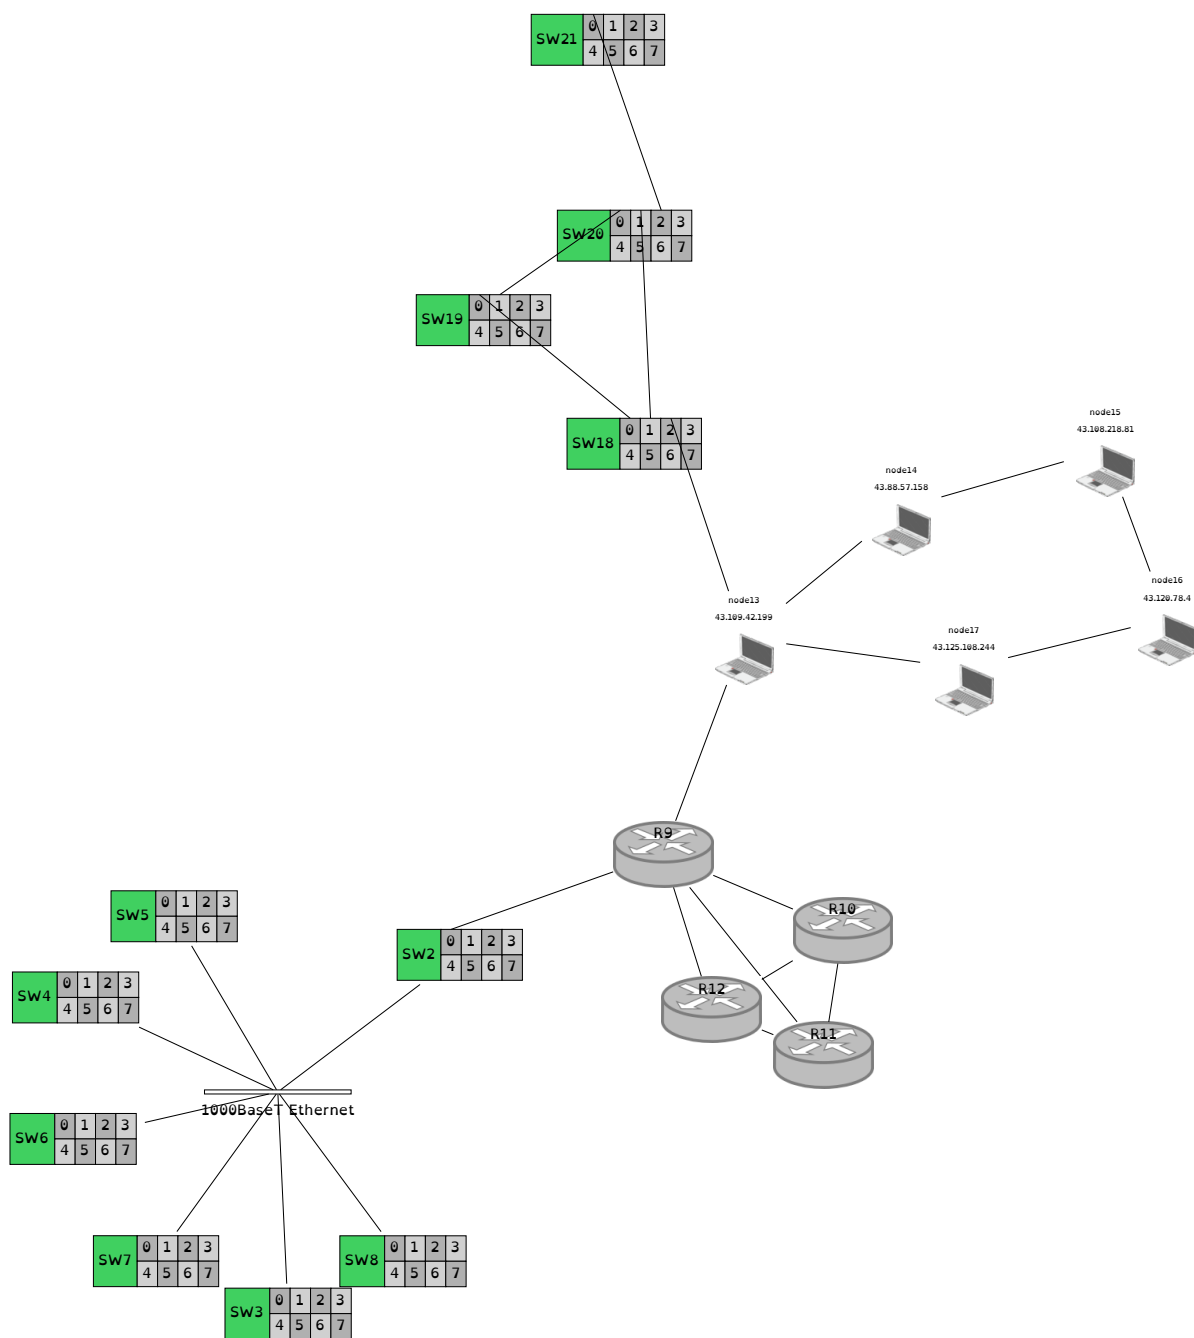 SW21 0 1 2 3
4 5 6 7
SW20 0 1 2 3
4 5 6 7
SW19 0 1 2 3
4 5 6 7
SW18 0 1 2 3
4 5 6 7
node15
43.108.218.81
node14
43.88.57.158
node16
43.120.78.4
node13
43.109.42.199
node17
43.125.108.244
R9
R10
R12
R11
SW5 0 1 2 3
4 5 6 7
SW2 0 1 2 3
4 5 6 7
SW4 0 1 2 3
4 5 6 7
1000BaseT Ethernet
SW6 0 1 2 3
4 5 6 7
SW7 0 1 2 3
4 5 6 7
SW8 0 1 2 3
4 5 6 7
SW3 0 1 2 3
4 5 6 7